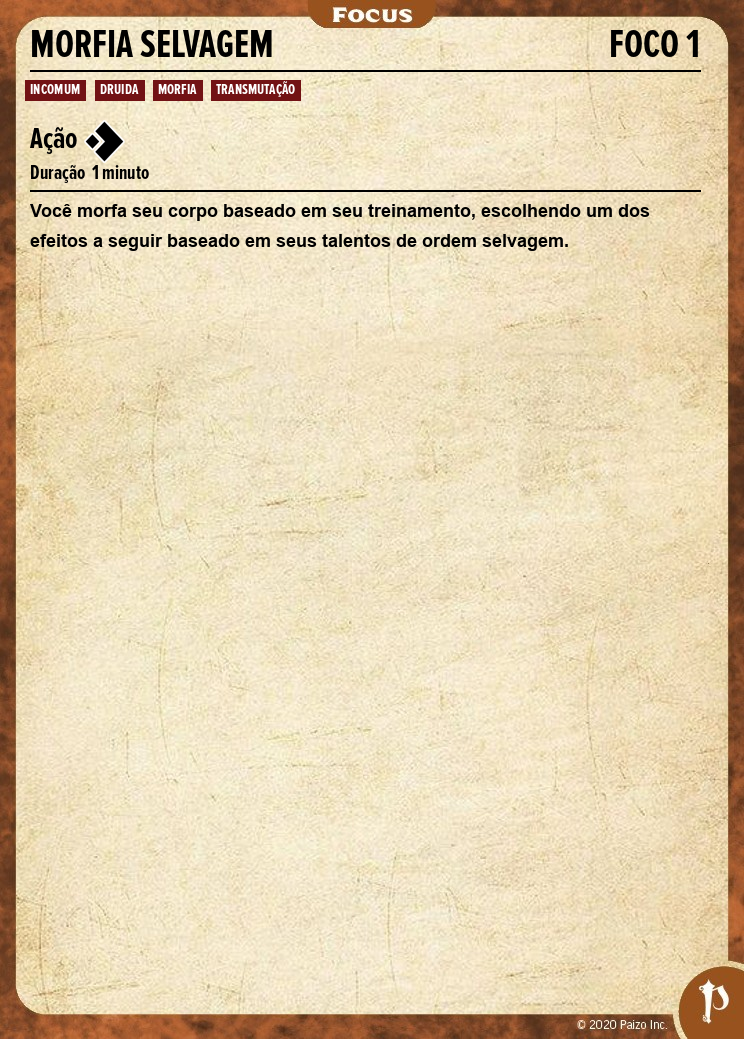 Focus
MORFIA SELVAGEM FOCO 1
INCOMUM DRUIDA MORFIA TRANSMUTAÇÃO
Ação
Duração 1 minuto
Você morfa seu corpo baseado em seu treinamento, escolhendo um dos
efeitos a seguir baseado em seus talentos de ordem selvagem.
© 2020 Paizo Inc.